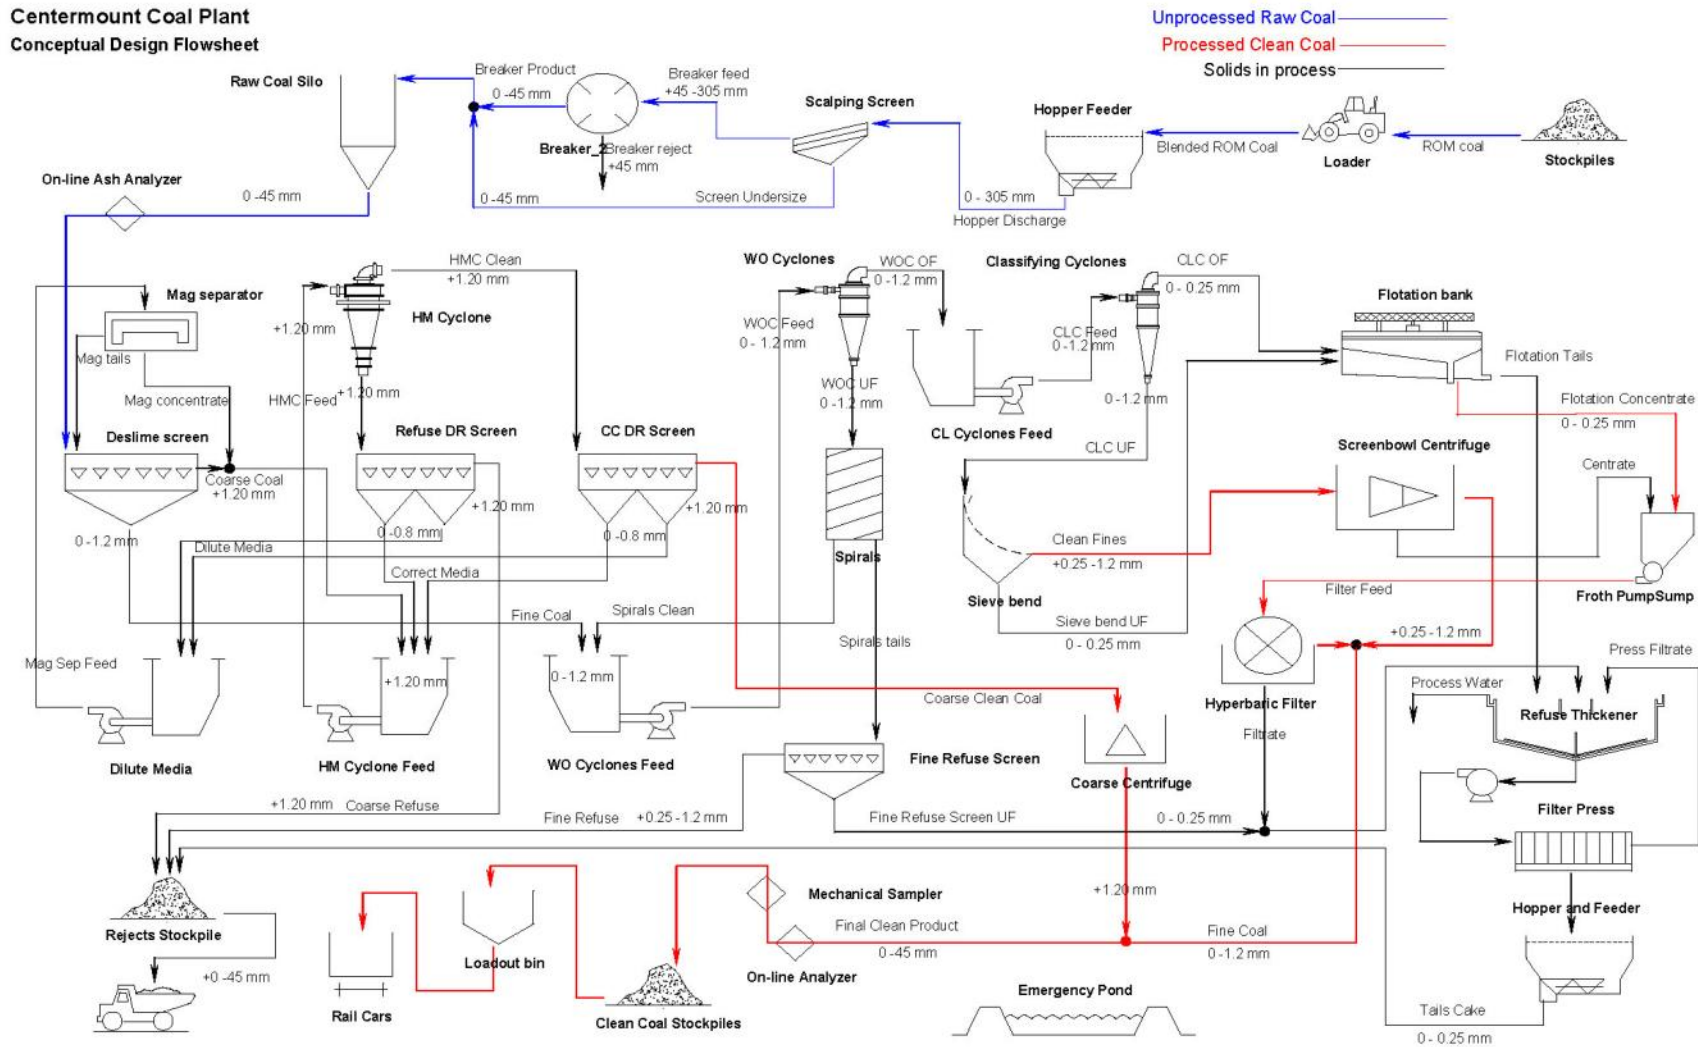 Centermount Coal Plant
Conceptual Design Flowsheet
Unprocessed Raw Coal
Processed Clean Coal
Solids in process
Raw Coal Silo
Breaker Product
0 -45 mm
Breaker feed
+45 -305 mm
Scalping Screen
Hopper Feeder
Breaker_2
Breaker reject
+45 mm
Blended ROM Coal
Loader
ROM coal
Stockpiles
On-line Ash Analyzer
0 -45 mm
0 -45 mm
Screen Undersize
0 - 305 mm
Hopper Discharge
Mag separator
HMC Clean
+1.20 mm
HM Cyclone
+1.20 mm
WO Cyclones
WOC OF
0 -1.2 mm
Classifying Cyclones
CLC OF
0 - 0.25 mm
Flotation bank
WOC Feed
0 - 1.2 mm
CLC Feed
0 -1.2 mm
Mag tails
Mag concentrate
HMC Feed
+1.20 mm
WOC UF
0 -1.2 mm
0 -1.2 mm
Flotation Tails
Flotation Concentrate
0 - 0.25 mm
Deslime screen
Refuse DR Screen
CC DR Screen
CL Cyclones Feed
CLC UF
Screenbowl Centrifuge
Centrate
Coarse Coal
+1.20 mm
+1.20 mm
+1.20 mm
0 -1.2 mm
0 -0.8 mm
0 -0.8 mm
Dilute Media
Correct Media
Spirals
Clean Fines
+0.25 -1.2 mm
Sieve bend
Filter Feed
Froth PumpSump
Fine Coal
Spirals Clean
Spirals tails
Sieve bend UF
0 - 0.25 mm
+0.25 -1.2 mm
Press Filtrate
Mag Sep Feed
+1.20 mm
0 -1.2 mm
Coarse Clean Coal
Hyperbaric Filter
Filtrate
Process Water
Refuse Thickener
Dilute Media
HM Cyclone Feed
WO Cyclones Feed
Fine Refuse Screen
Coarse Centrifuge
Filter Press
+1.20 mm
Coarse Refuse
Fine Refuse
+0.25 -1.2 mm
Fine Refuse Screen UF
0 - 0.25 mm
Mechanical Sampler
+1.20 mm
Hopper and Feeder
Rejects Stockpile
Final Clean Product
0 -45 mm
Fine Coal
0 -1.2 mm
+0 -45 mm
Loadout bin
On-line Analyzer
Rail Cars
Clean Coal Stockpiles
Emergency Pond
Tails Cake
0 - 0.25 mm